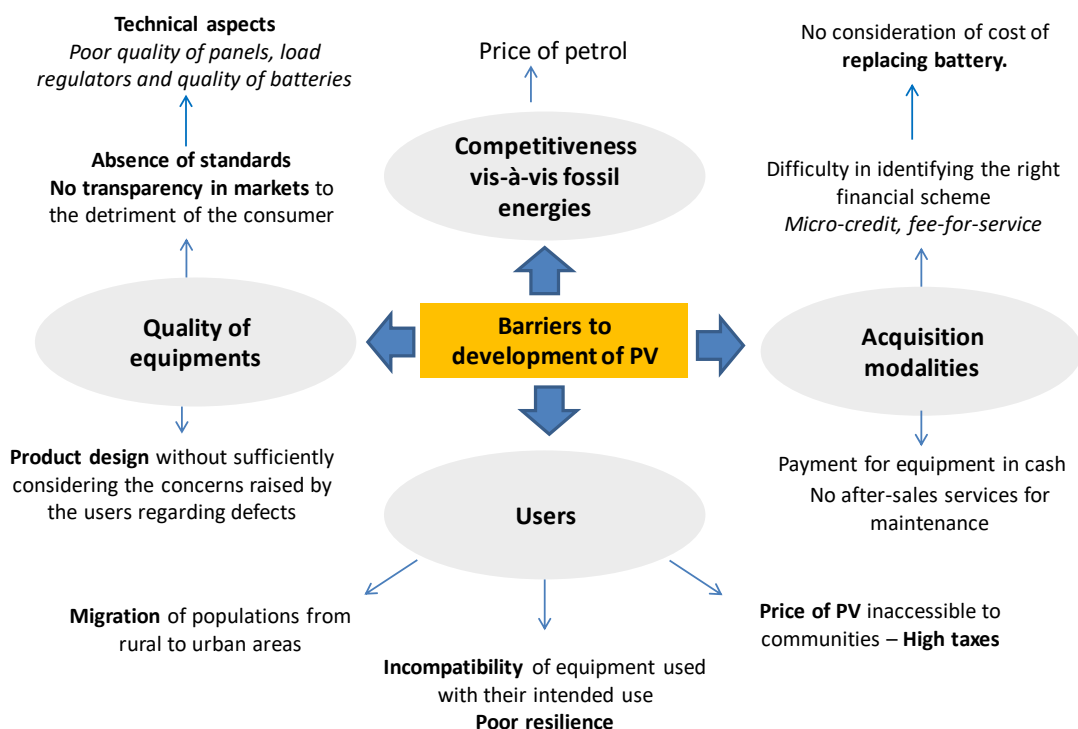 Technical aspects
Poor quality of panels, load
regulators and quality of batteries
Absence of standards
No transparency in markets to
the detriment of the consumer
Quality of
equipments
Product design without sufficiently
considering the concerns raised by
the users regarding defects
Price of petrol
Competitiveness
vis-à-vis fossil
energies
Barriers to
development of PV
No consideration of cost of
replacing battery.
Difficulty in identifying the right
financial scheme
Micro-credit, fee-for-service
Acquisition
modalities
Payment for equipment in cash
No after-sales services for
maintenance
Users
Migration of populations from
rural to urban areas
Incompatibility of equipment used
with their intended use
Poor resilience
Price of PV inaccessible to
communities – High taxes